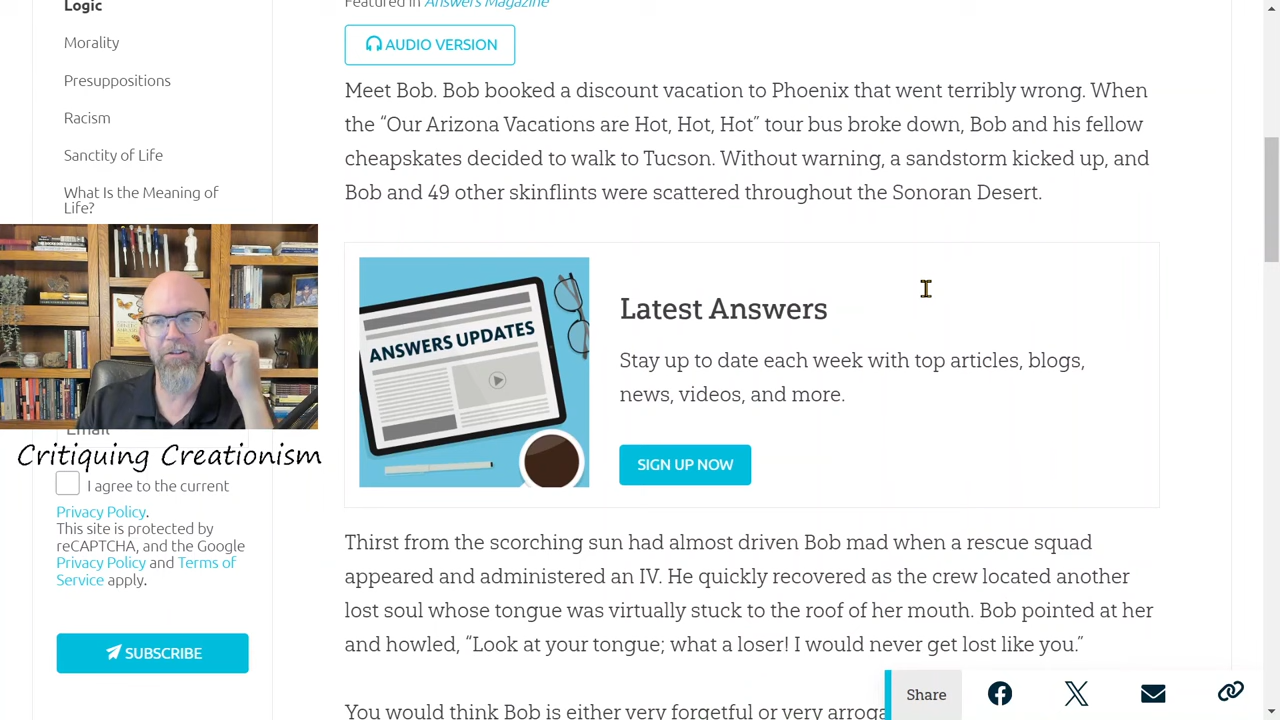 Logic
Morality
Presuppositions
Racism
Sanctity of Life
What Is the Meaning of
Life?
Critiquing Creationism
I agree to the current
Privacy Policy.
This site is protected by
reCAPTCHA, and the Google
Privacy Policy and Terms of
Service apply.
SUBSCRIBE
Featured in Answers Magazine
AUDIO VERSION
Meet Bob. Bob booked a discount vacation to Phoenix that went terribly wrong. When
the “Our Arizona Vacations are Hot, Hot, Hot” tour bus broke down, Bob and his fellow
cheapskates decided to walk to Tucson. Without warning, a sandstorm kicked up, and
Bob and 49 other skinflints were scattered throughout the Sonoran Desert.
ANSWERS UPDATES
Latest Answers
Stay up to date each week with top articles, blogs,
news, videos, and more.
SIGN UP NOW
Thirst from the scorching sun had almost driven Bob mad when a rescue squad
appeared and administered an IV. He quickly recovered as the crew located another
lost soul whose tongue was virtually stuck to the roof of her mouth. Bob pointed at her
and howled, “Look at your tongue; what a loser! I would never get lost like you.”
You would think Bob is either very forgetful or very
Share